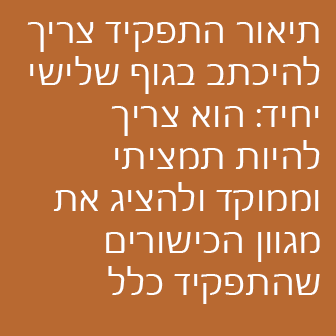 תיאור התפקיד צריך
להיכתב בגוף שלישי
יחיד: הוא צריך
להיות תמציתי
וממוקד ולהציג את
מגוון הכישורים
שהתפקיד כלל